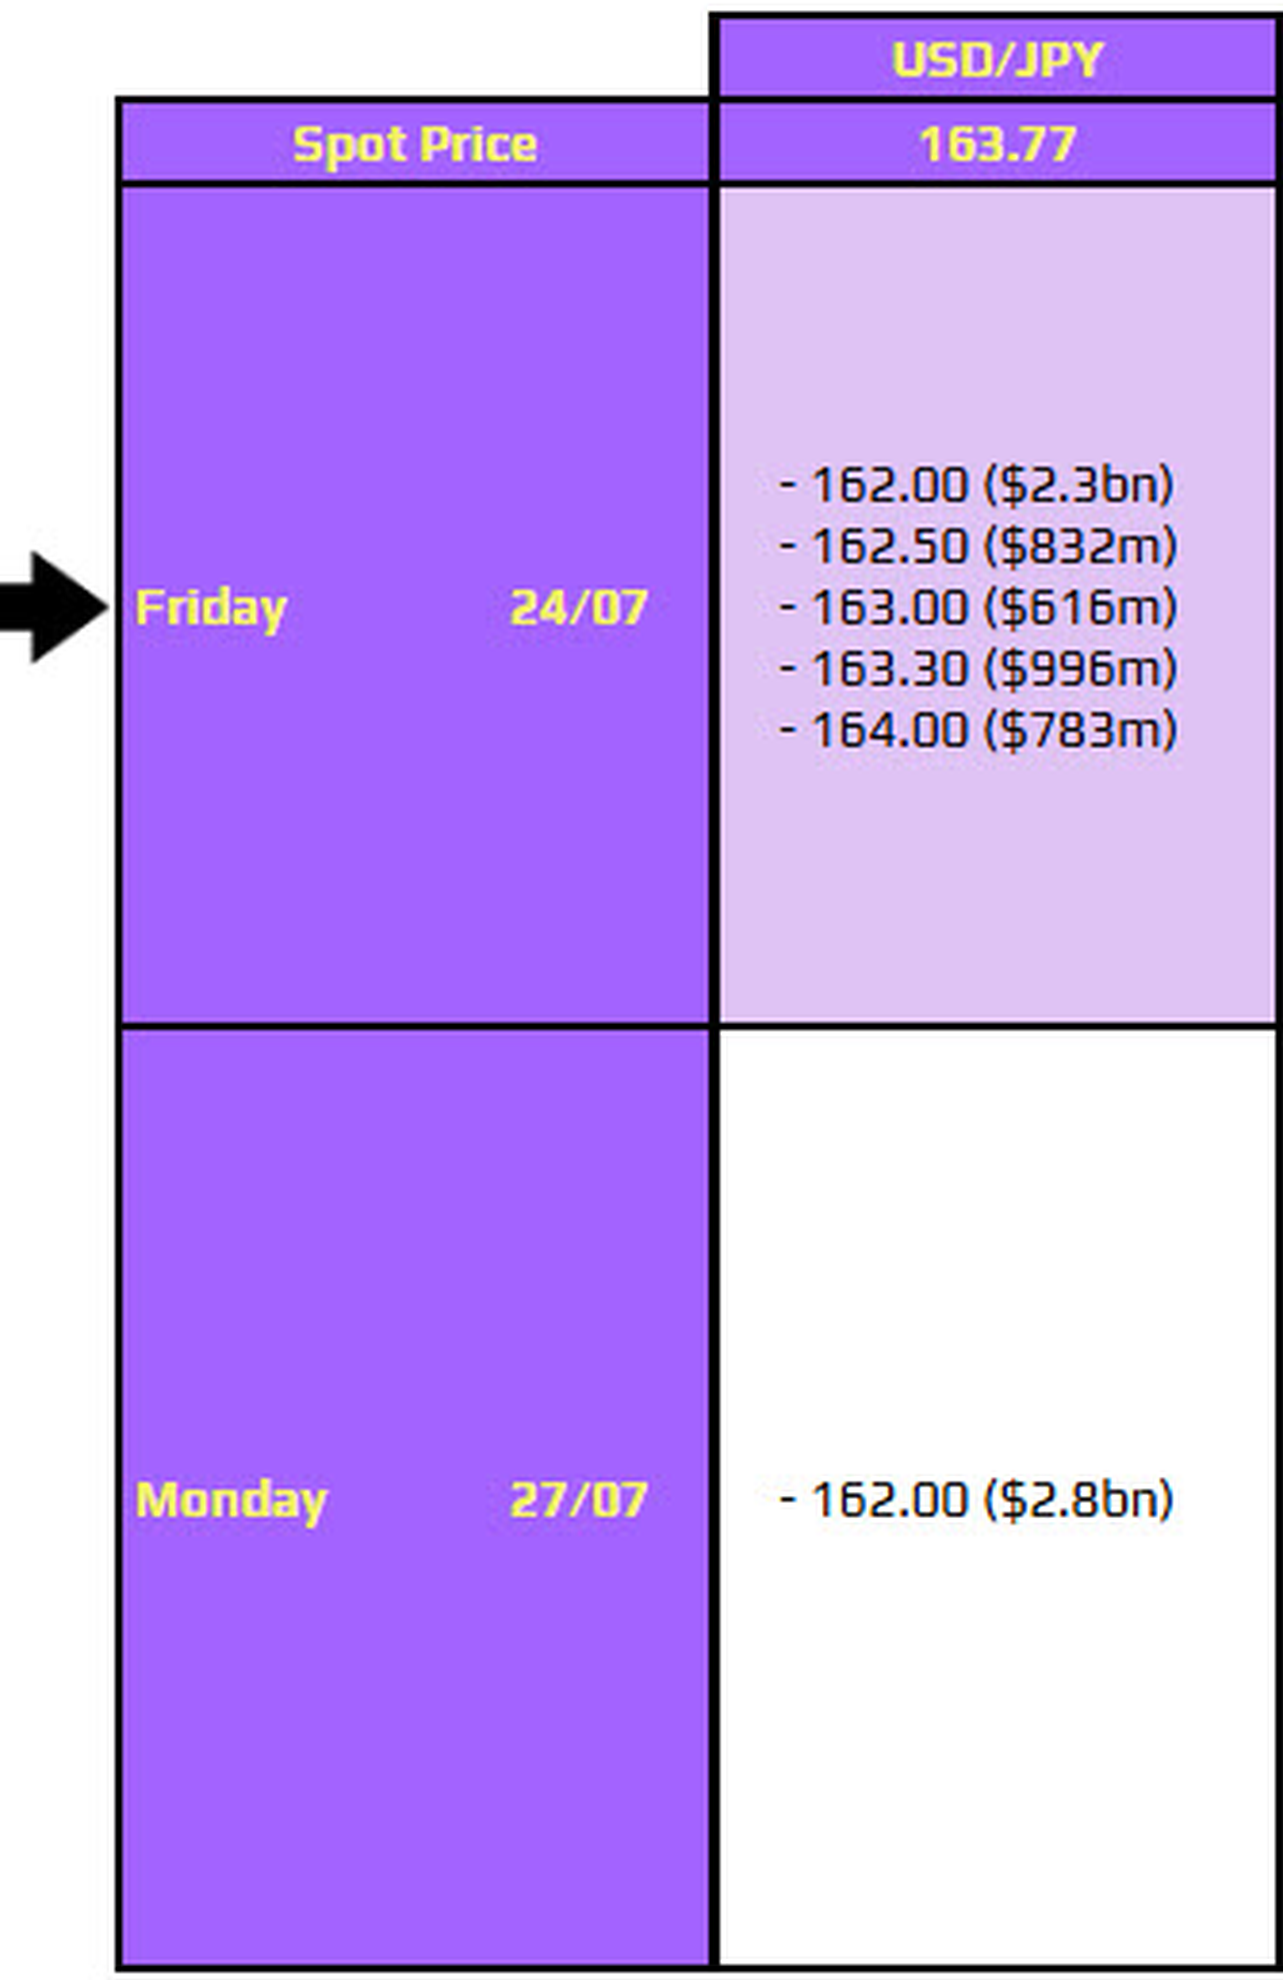 USD/JPY
Spot Price 163.77
Friday 24/07
- 162.00 ($2.3bn)
- 162.50 ($832m)
- 163.00 ($616m)
- 163.30 ($996m)
- 164.00 ($783m)
Monday 27/07 - 162.00 ($2.8bn)